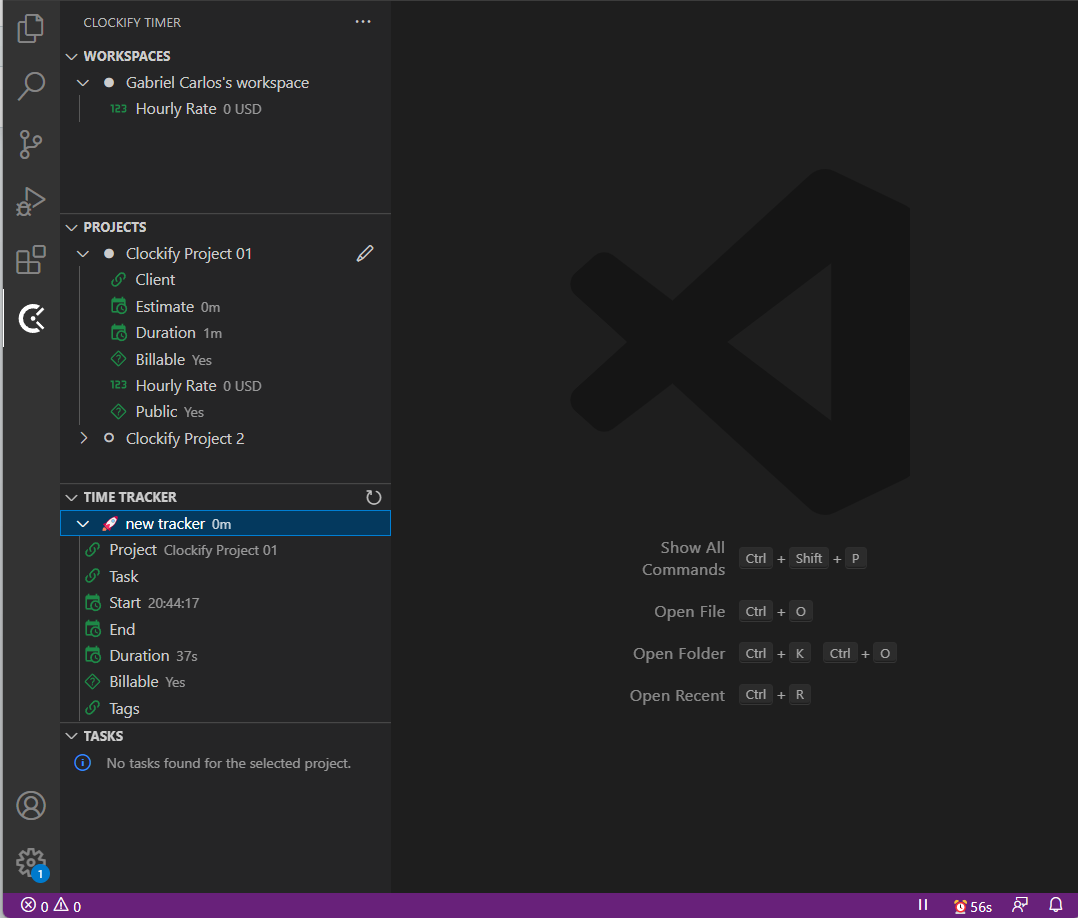 CLOCKIFY TIMER
WORKSPACES
Gabriel Carlos's workspace
123 Hourly Rate 0 USD
PROJECTS
Clockify Project 01
Client
Estimate 0m
Duration 1m
Billable Yes
123 Hourly Rate 0 USD
Public Yes
Clockify Project 2
TIME TRACKER
new tracker 0m
Project Clockify Project 01
Task
Start 20:44:17
End
Duration 37s
Billable Yes
Tags
TASKS
No tasks found for the selected project.
Show All
Commands
Ctrl + Shift + P
Open File Ctrl + O
Open Folder Ctrl + K Ctrl + O
Open Recent Ctrl + R
1
0 0
56s